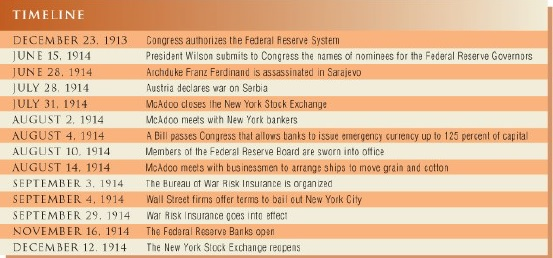 TIMELINE
DECEMBER 23, 1913 Congress authorizes the Federal Reserve System
JUNE 15, 1914 President Wilson submits to Congress the names of nominees for the Federal Reserve Governors
JUNE 28, 1914 Archduke Franz Ferdinand is assassinated in Sarajevo
JULY 28, 1914 Austria declares war on Serbia
JULY 31, 1914 McAdoo closes the New York Stock Exchange
AUGUST 2, 1914 McAdoo meets with New York bankers
AUGUST 4, 1914 A Bill passes Congress that allows banks to issue emergency currency up to 125 percent of capital
AUGUST 10, 1914 Members of the Federal Reserve Board are sworn into office
AUGUST 14, 1914 McAdoo meets with businessmen to arrange ships to move grain and cotton
SEPTEMBER 3, 1914 The Bureau of War Risk Insurance is organized
SEPTEMBER 4, 1914 Wall Street firms offer terms to bail out New York City
SEPTEMBER 29, 1914 War Risk Insurance goes into effect
NOVEMBER 16, 1914 The Federal Reserve Banks open
DECEMBER 12, 1914 The New York Stock Exchange reopens